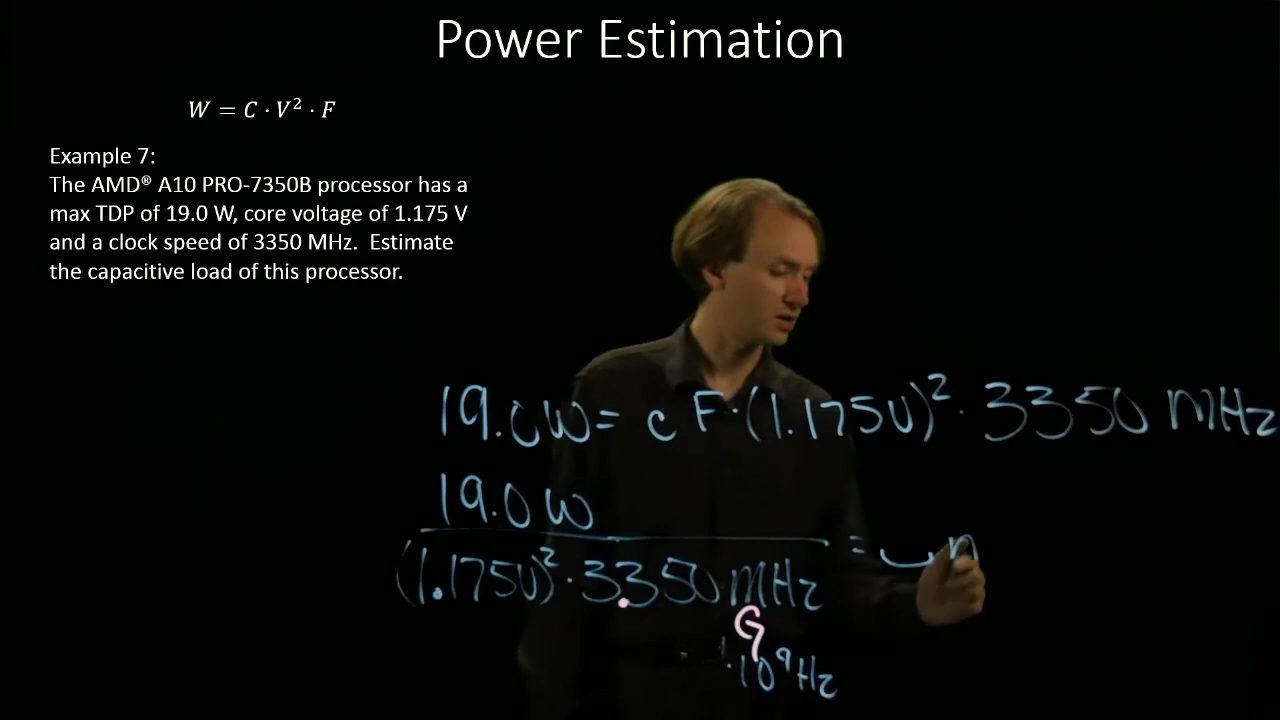 Power Estimation
W = C · V² · F
Example 7:
The AMD® A10 PRO-7350B processor has a
max TDP of 19.0 W, core voltage of 1.175 V
and a clock speed of 3350 MHz. Estimate
the capacitive load of this processor.
19.0W = c F · (1.175V)² · 3350 MHz
19.0 W
(1.175V)² · 3.350 MHz
=
G
·10⁹Hz